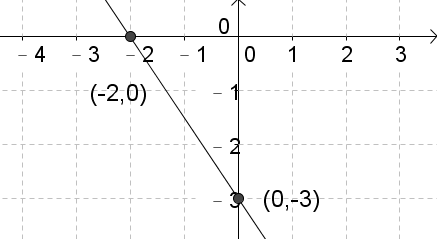 0
- 4 - 3 - 2 - 1 0 1 2 3
(-2,0) - 1
- 2
- 3 (0,-3)